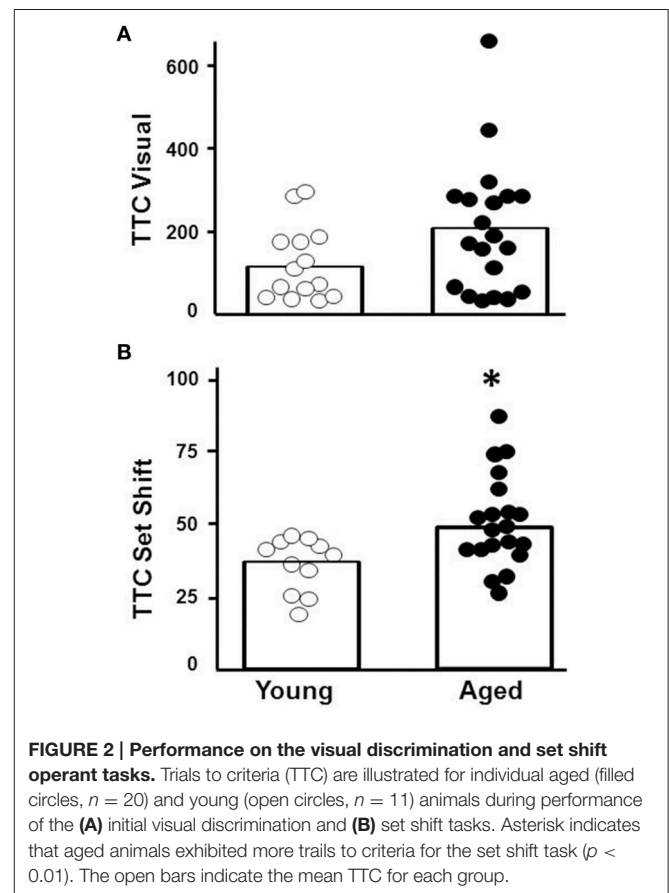 A
600
400
200
0
TTC Visual
B
*
100
75
50
25
0
TTC Set Shift
Young Aged
FIGURE 2 | Performance on the visual discrimination and set shift
operant tasks. Trials to criteria (TTC) are illustrated for individual aged (filled
circles, n = 20) and young (open circles, n = 11) animals during performance
of the (A) initial visual discrimination and (B) set shift tasks. Asterisk indicates
that aged animals exhibited more trails to criteria for the set shift task (p <
0.01). The open bars indicate the mean TTC for each group.